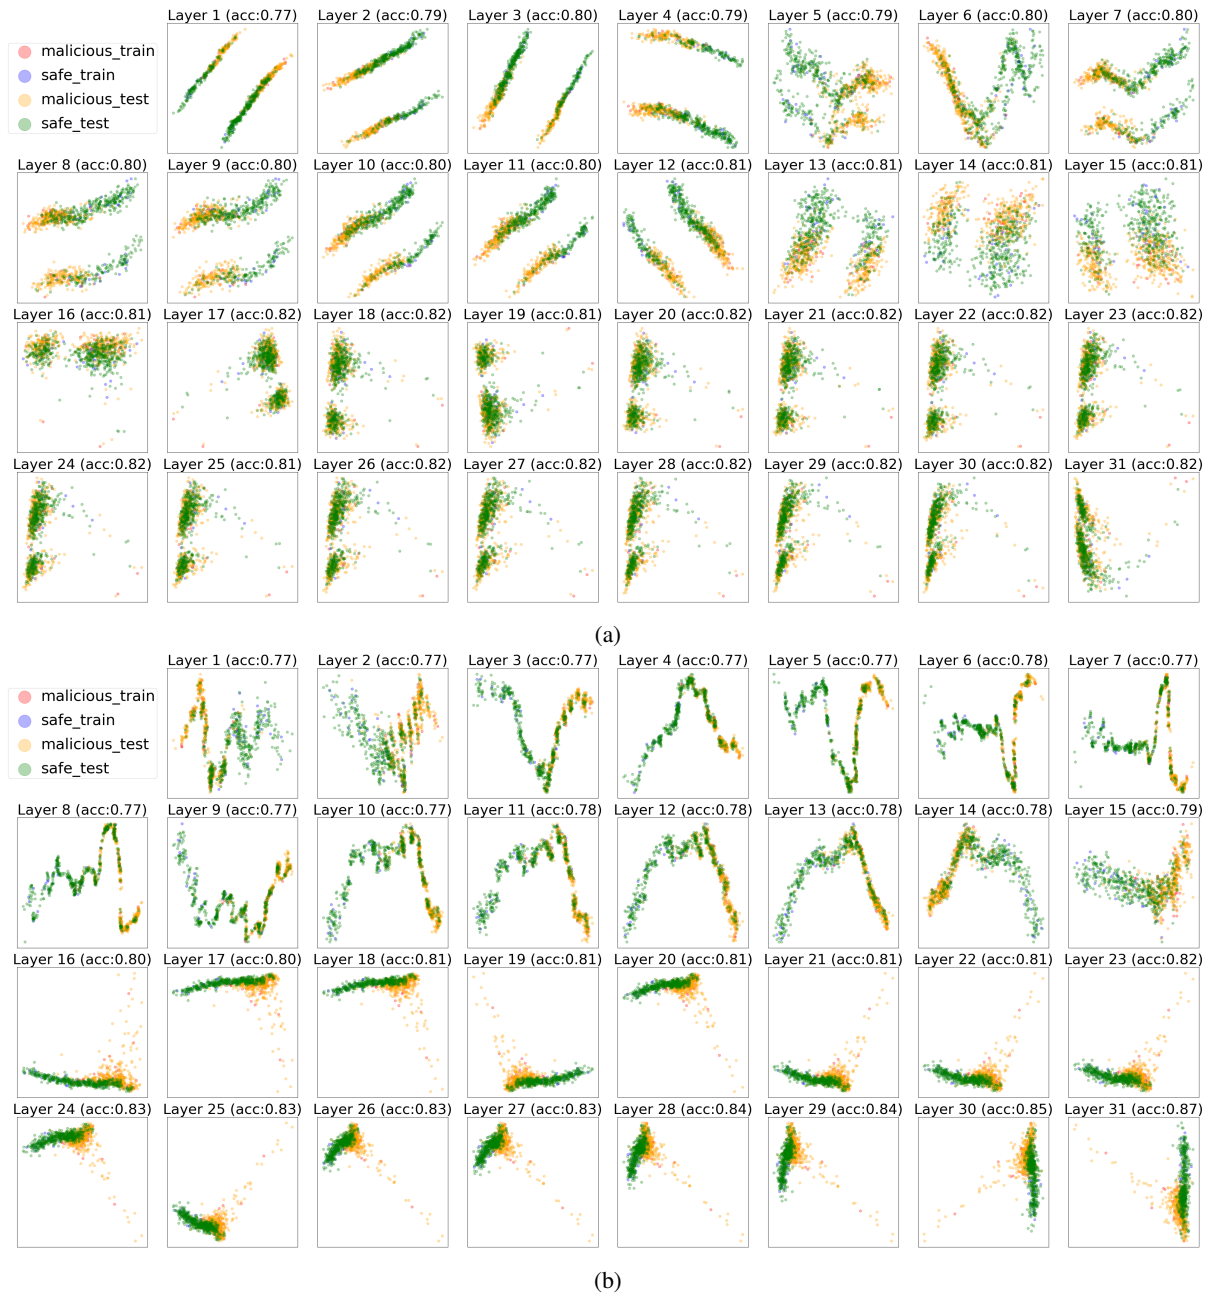 Layer 1 (acc:0.77) Layer 2 (acc:0.79) Layer 3 (acc:0.80) Layer 4 (acc:0.79) Layer 5 (acc:0.79) Layer 6 (acc:0.80) Layer 7 (acc:0.80)
malicious_train
safe_train
malicious_test
safe_test
Layer 8 (acc:0.80) Layer 9 (acc:0.80) Layer 10 (acc:0.80) Layer 11 (acc:0.80) Layer 12 (acc:0.81) Layer 13 (acc:0.81) Layer 14 (acc:0.81) Layer 15 (acc:0.81)
Layer 16 (acc:0.81) Layer 17 (acc:0.82) Layer 18 (acc:0.82) Layer 19 (acc:0.81) Layer 20 (acc:0.82) Layer 21 (acc:0.82) Layer 22 (acc:0.82) Layer 23 (acc:0.82)
Layer 24 (acc:0.82) Layer 25 (acc:0.81) Layer 26 (acc:0.82) Layer 27 (acc:0.82) Layer 28 (acc:0.82) Layer 29 (acc:0.82) Layer 30 (acc:0.82) Layer 31 (acc:0.82)
(a)
Layer 1 (acc:0.77) Layer 2 (acc:0.77) Layer 3 (acc:0.77) Layer 4 (acc:0.77) Layer 5 (acc:0.77) Layer 6 (acc:0.78) Layer 7 (acc:0.77)
malicious_train
safe_train
malicious_test
safe_test
Layer 8 (acc:0.77) Layer 9 (acc:0.77) Layer 10 (acc:0.77) Layer 11 (acc:0.78) Layer 12 (acc:0.78) Layer 13 (acc:0.78) Layer 14 (acc:0.78) Layer 15 (acc:0.79)
Layer 16 (acc:0.80) Layer 17 (acc:0.80) Layer 18 (acc:0.81) Layer 19 (acc:0.81) Layer 20 (acc:0.81) Layer 21 (acc:0.81) Layer 22 (acc:0.81) Layer 23 (acc:0.82)
Layer 24 (acc:0.83) Layer 25 (acc:0.83) Layer 26 (acc:0.83) Layer 27 (acc:0.83) Layer 28 (acc:0.84) Layer 29 (acc:0.84) Layer 30 (acc:0.85) Layer 31 (acc:0.87)
(b)